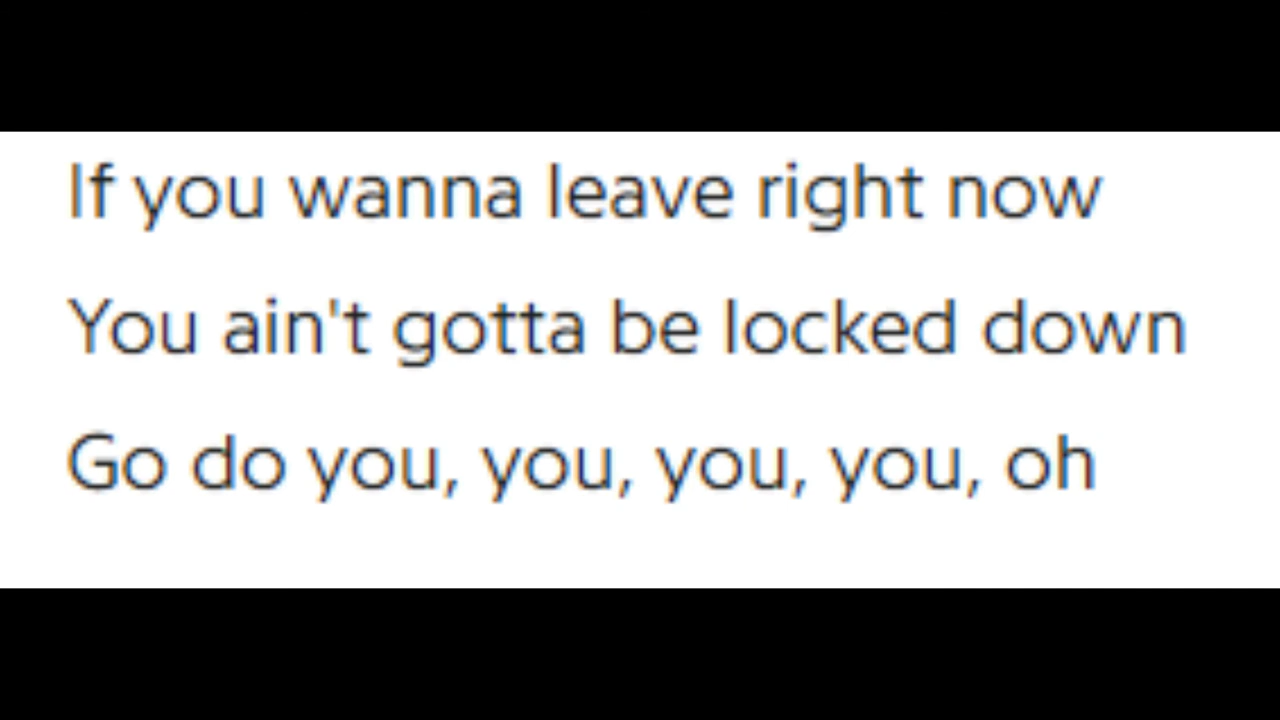 If you wanna leave right now
You ain't gotta be locked down
Go do you, you, you, you, oh